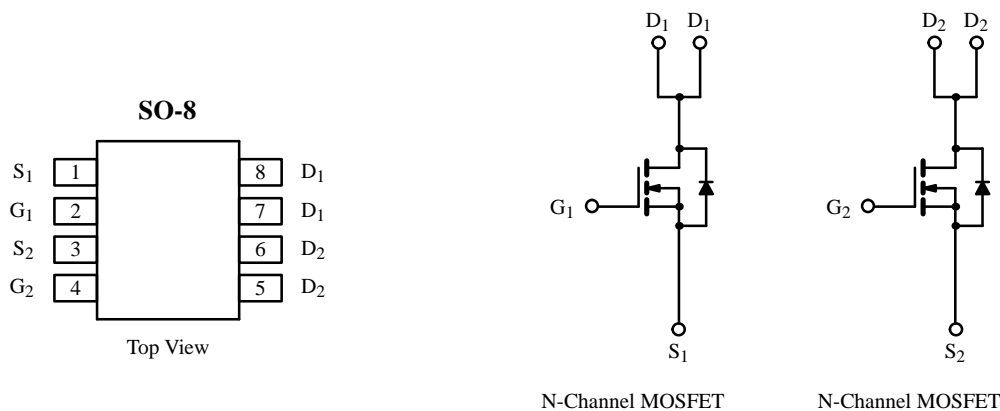 D1 D1
D2 D2
SO-8
S1 1 8 D1
G1 2 7 D1
S2 3 6 D2
G2 4 5 D2
Top View
G1
G2
S1
S2
N-Channel MOSFET
N-Channel MOSFET